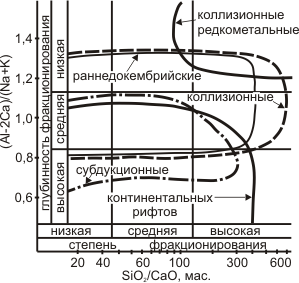 (Al-2Ca)/(Na+K)
глубинность фракционирования
низкая
средняя
высокая
1,4
1,2
1,0
0,8
0,6
коллизионные
редкометальные
раннедокембрийские
коллизионные
субдукционные
континентальных
рифтов
низкая средняя высокая
степень фракционирования
20 40 60 100 300 600
SiO₂/CaO, мас.